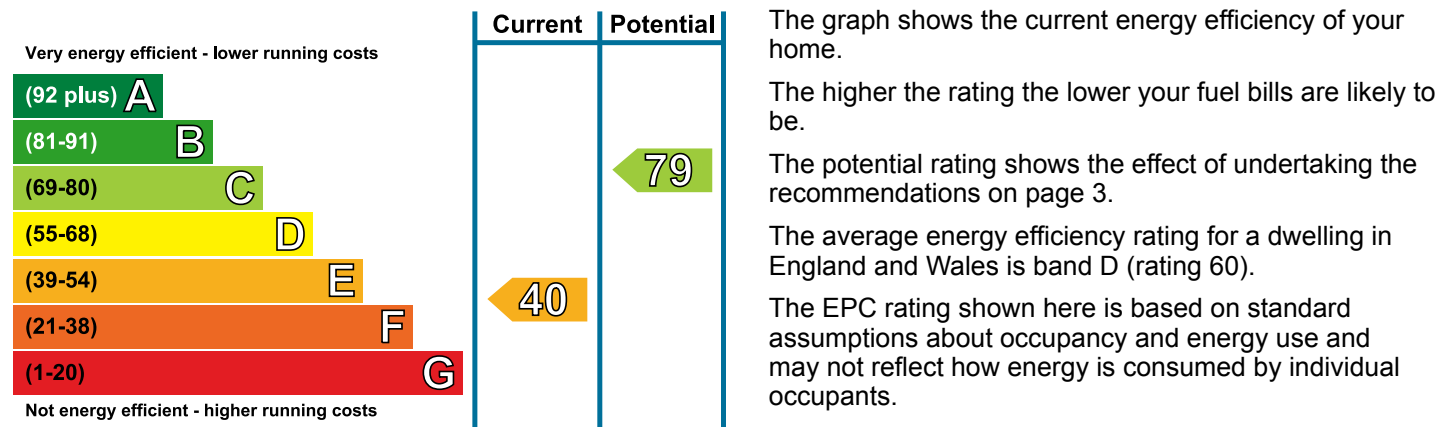 Current Potential
Very energy efficient - lower running costs
(92 plus) A
(81-91) B
(69-80) C
(55-68) D
(39-54) E
(21-38) F
(1-20) G
Not energy efficient - higher running costs
79
40
The graph shows the current energy efficiency of your
home.
The higher the rating the lower your fuel bills are likely to
be.
The potential rating shows the effect of undertaking the
recommendations on page 3.
The average energy efficiency rating for a dwelling in
England and Wales is band D (rating 60).
The EPC rating shown here is based on standard
assumptions about occupancy and energy use and
may not reflect how energy is consumed by individual
occupants.